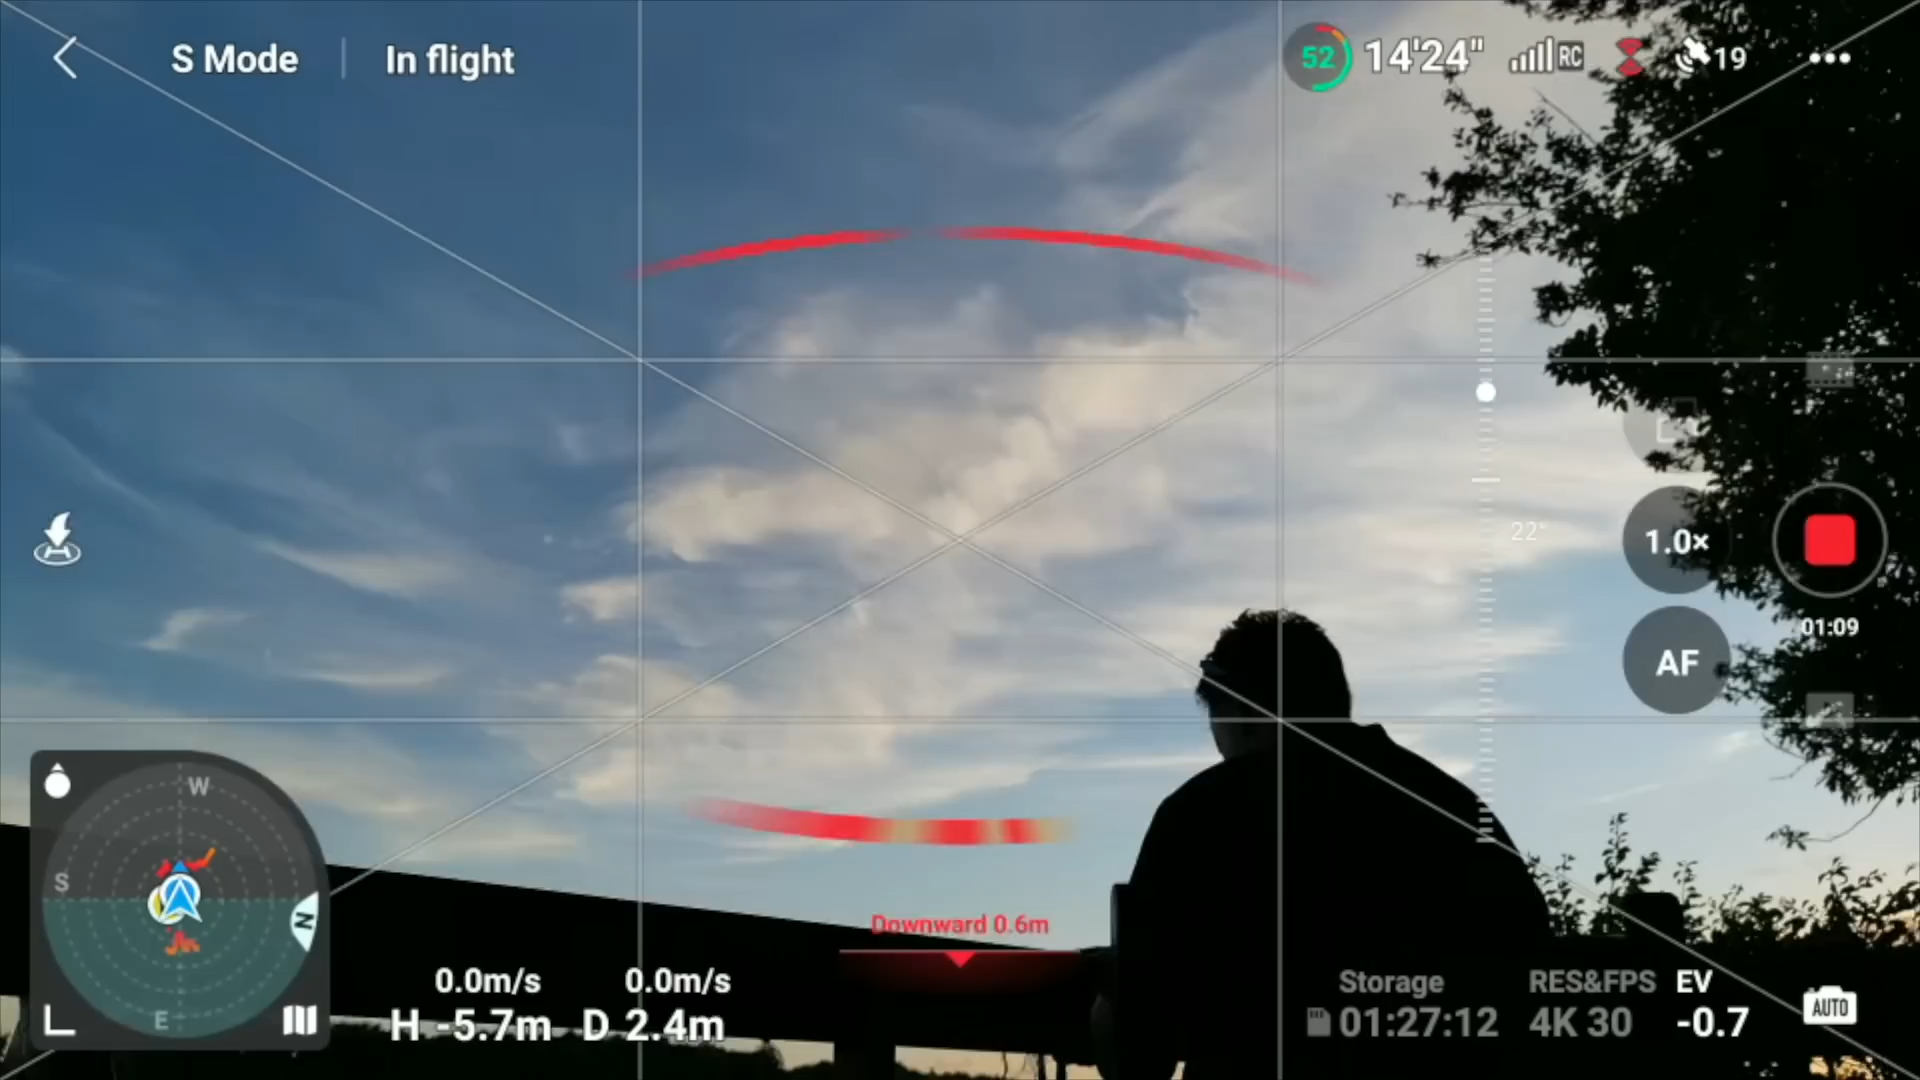 S Mode | In flight
52 14'24" RC 19
22°
1.0×
01:09
AF
W
S
N
E
Downward 0.6m
0.0m/s 0.0m/s
H -5.7m D 2.4m
Storage RES&FPS EV
01:27:12 4K 30 -0.7
AUTO